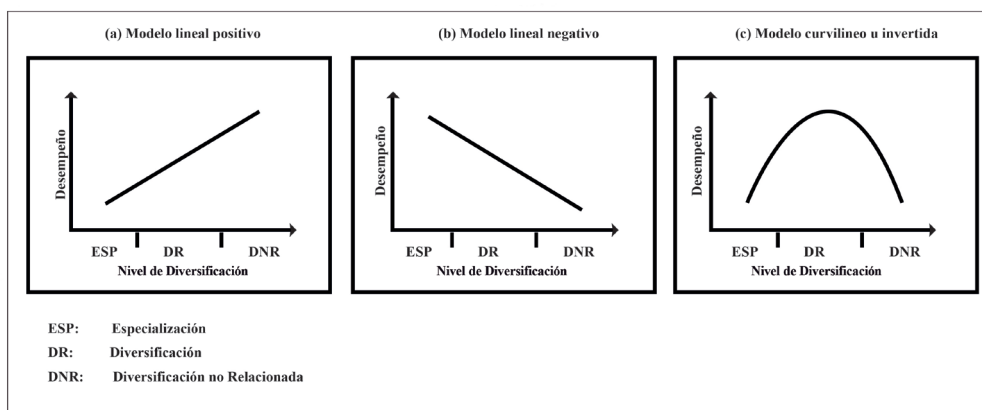 (a) Modelo lineal positivo
Desempeño
ESP DR DNR
Nivel de Diversificación
(b) Modelo lineal negativo
Desempeño
ESP DR DNR
Nivel de Diversificación
(c) Modelo curvilineo u invertida
Desempeño
ESP DR DNR
Nivel de Diversificación
ESP: Especialización
DR: Diversificación
DNR: Diversificación no Relacionada